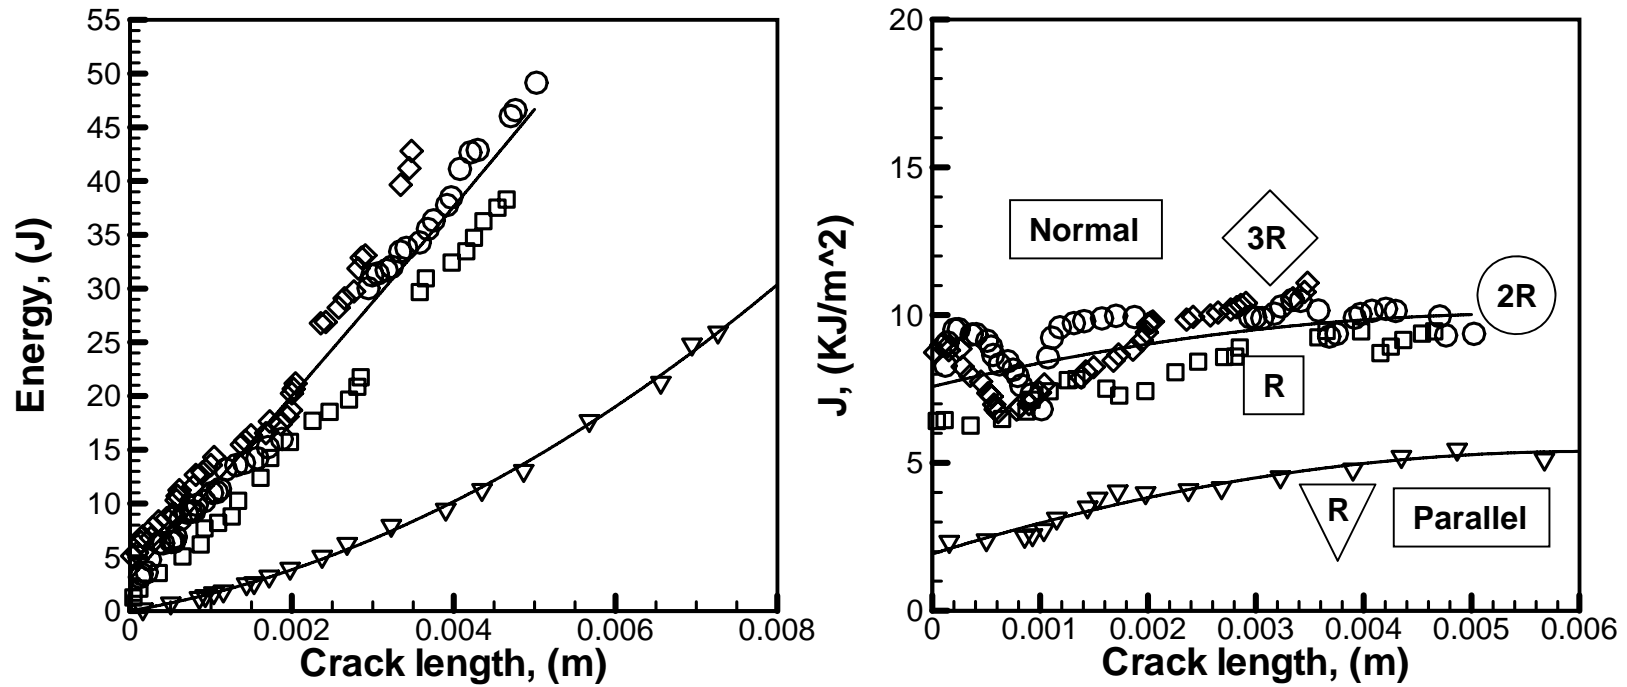 55
50
45
40
35
30
25
20
15
10
5
0
Energy, (J)
0 0.002 0.004 0.006 0.008
Crack length, (m)
20
15
10
5
0
J, (KJ/m^2)
Normal
3R
2R
R
R
Parallel
0 0.001 0.002 0.003 0.004 0.005 0.006
Crack length, (m)